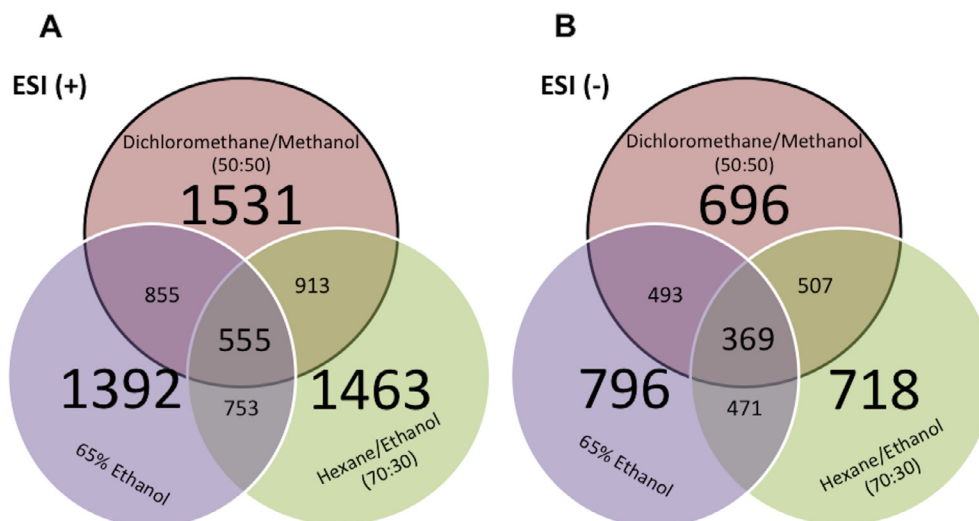 A
ESI (+)
Dichloromethane/Methanol
(50:50)
1531
855
913
555
1392
1463
753
65% Ethanol
Hexane/Ethanol
(70:30)
B
ESI (-)
Dichloromethane/Methanol
(50:50)
696
493
507
369
796
718
471
65% Ethanol
Hexane/Ethanol
(70:30)